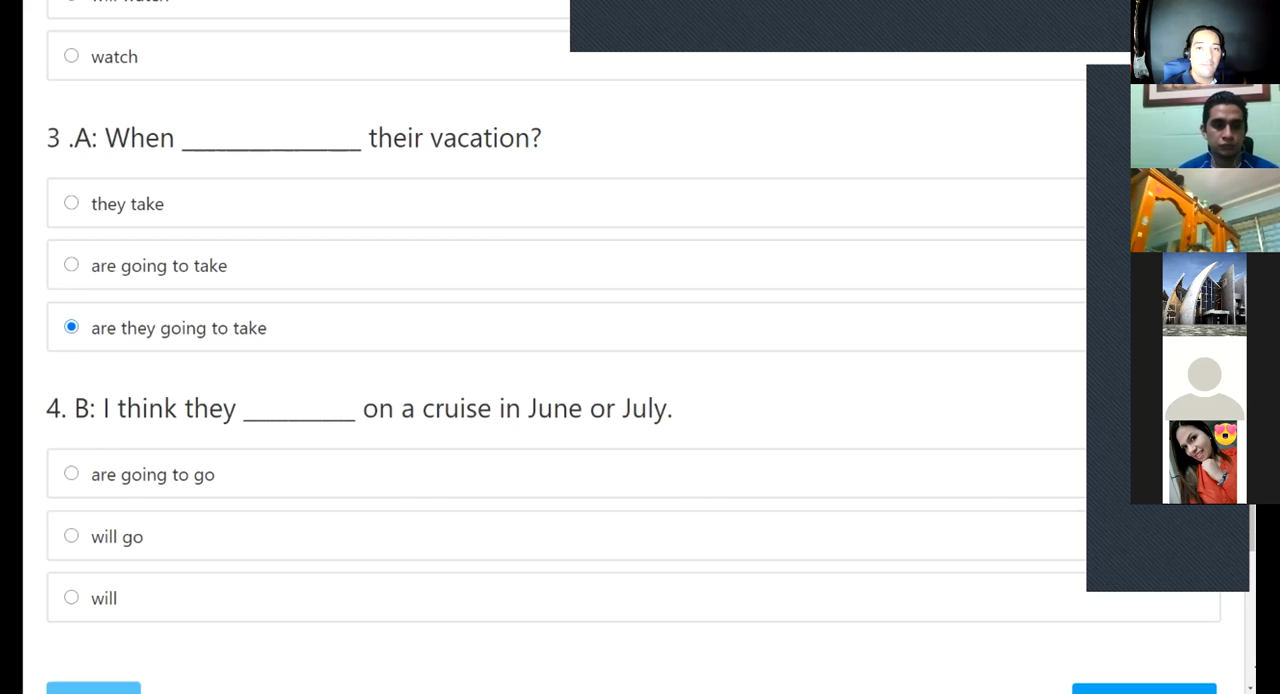 watch
3 .A: When ______________ their vacation?
they take
are going to take
are they going to take
4. B: I think they _________ on a cruise in June or July.
are going to go
will go
will